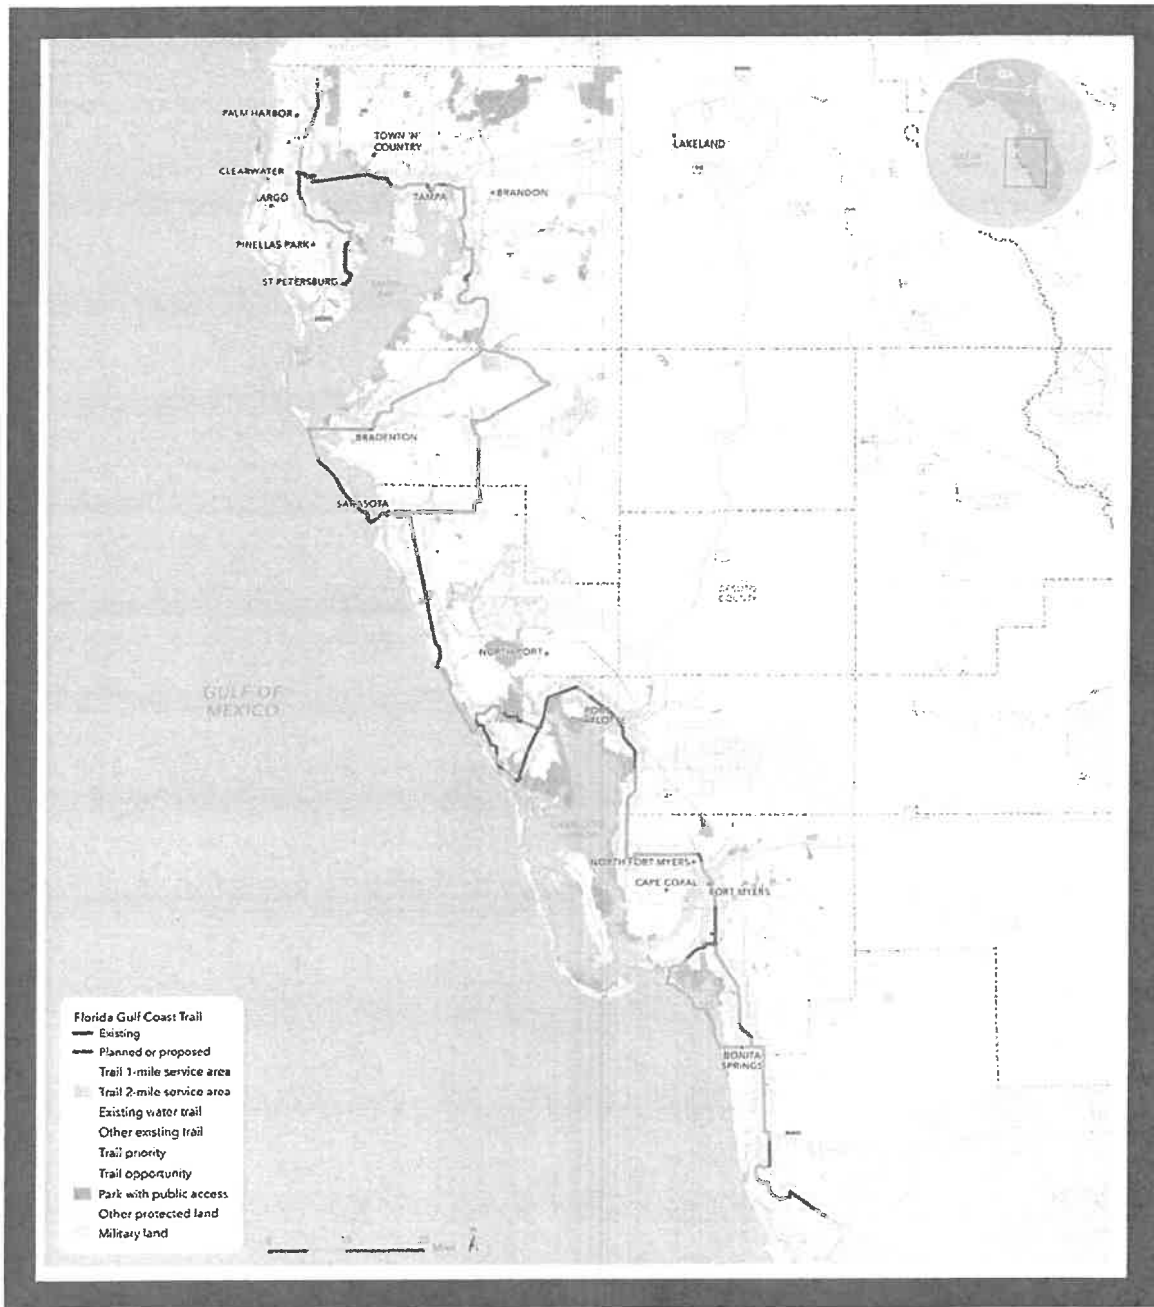 PALM HARBOR
TOWN 'N'
COUNTRY
LAKELAND
CLEARWATER
LARGO
TAMPA
BRANDON
PINELLAS PARK
ST PETERSBURG
BRADENTON
SARASOTA
DESOTO
COUNTY
NORTH PORT
GULF OF
MEXICO
NORTH FORT MYERS
CAPE CORAL
FORT MYERS
BONITA
SPRINGS
Florida Gulf Coast Trail
Existing
Planned or proposed
Trail 1-mile service area
Trail 2-mile service area
Existing water trail
Other existing trail
Trail priority
Trail opportunity
Park with public access
Other protected land
Military land